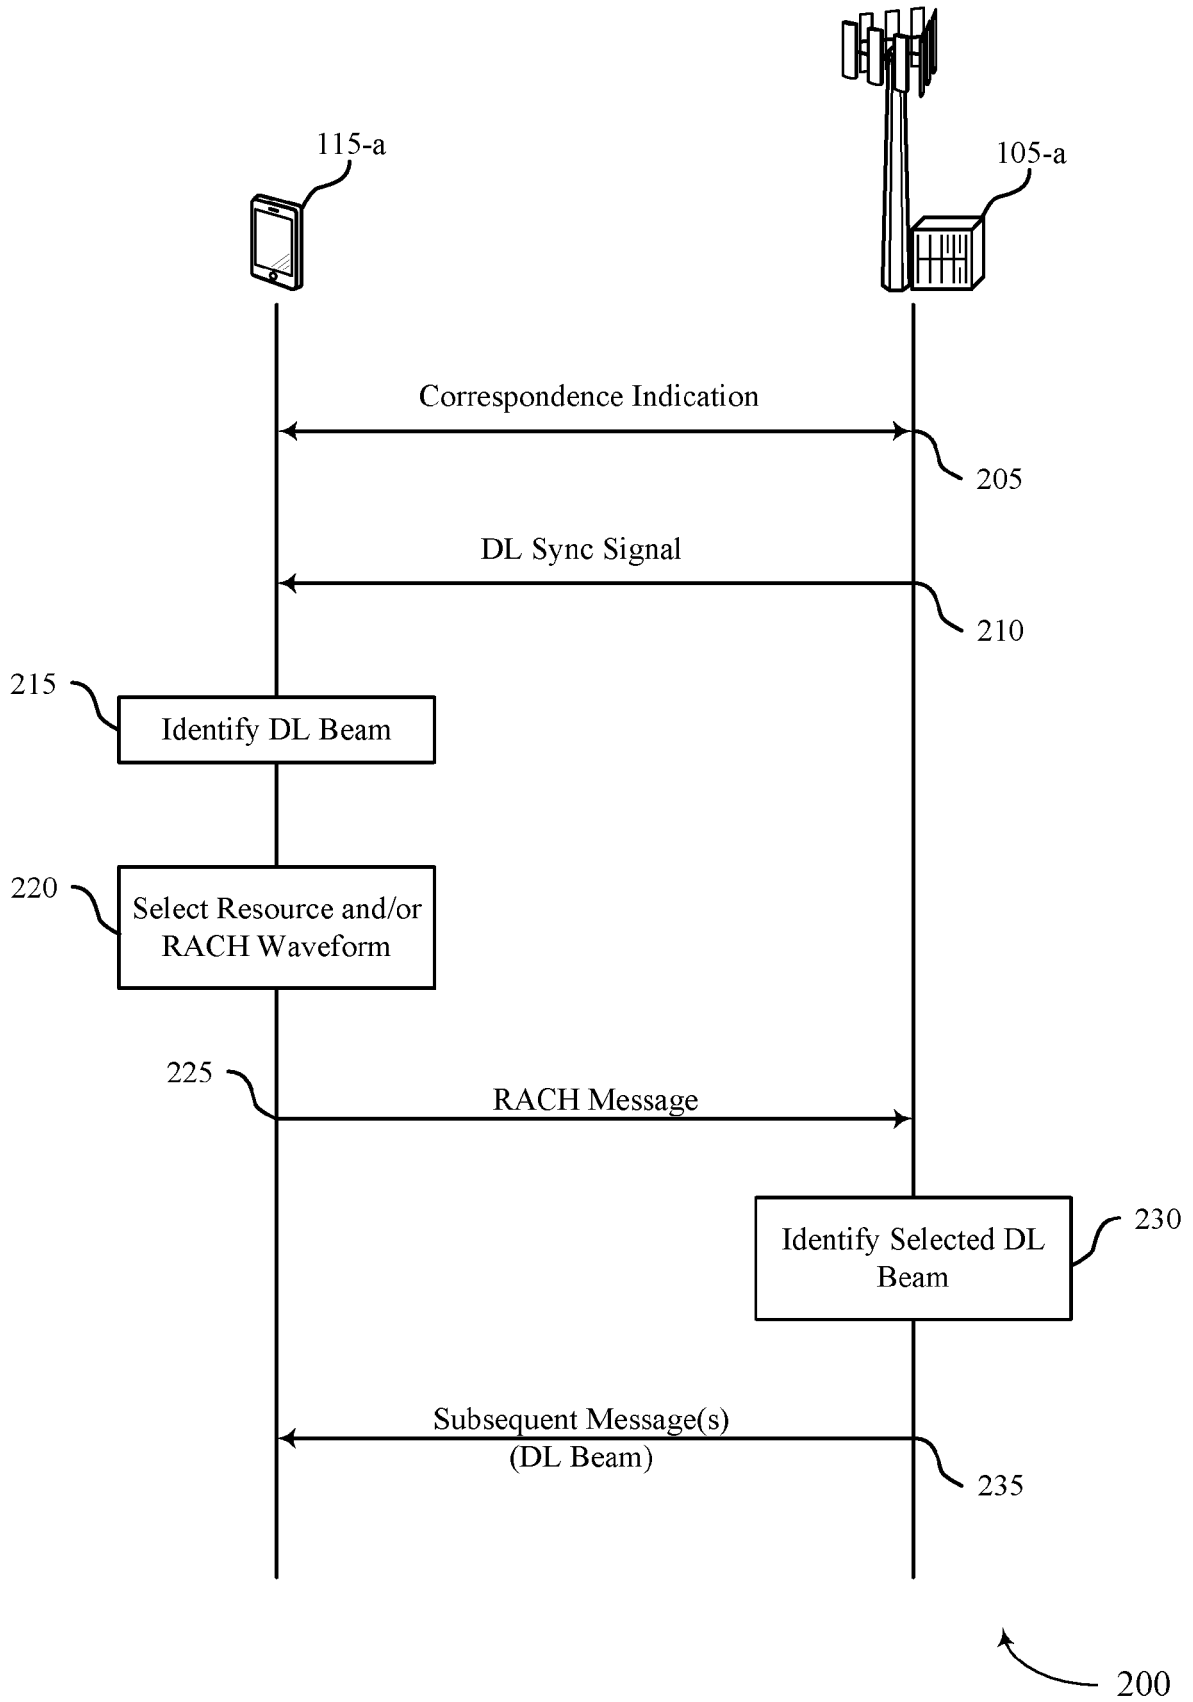 115-a
105-a
Correspondence Indication
205
DL Sync Signal
210
215
Identify DL Beam
220
Select Resource and/or
RACH Waveform
225
RACH Message
230
Identify Selected DL
Beam
Subsequent Message(s)
(DL Beam)
235
200